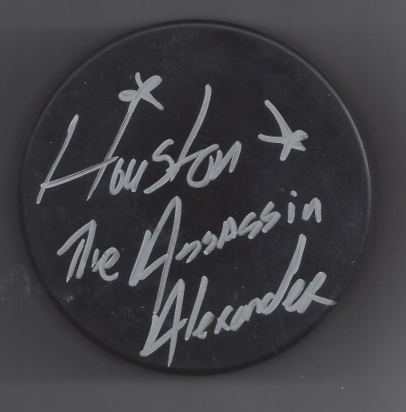 Houston
The Assassin
Alexander